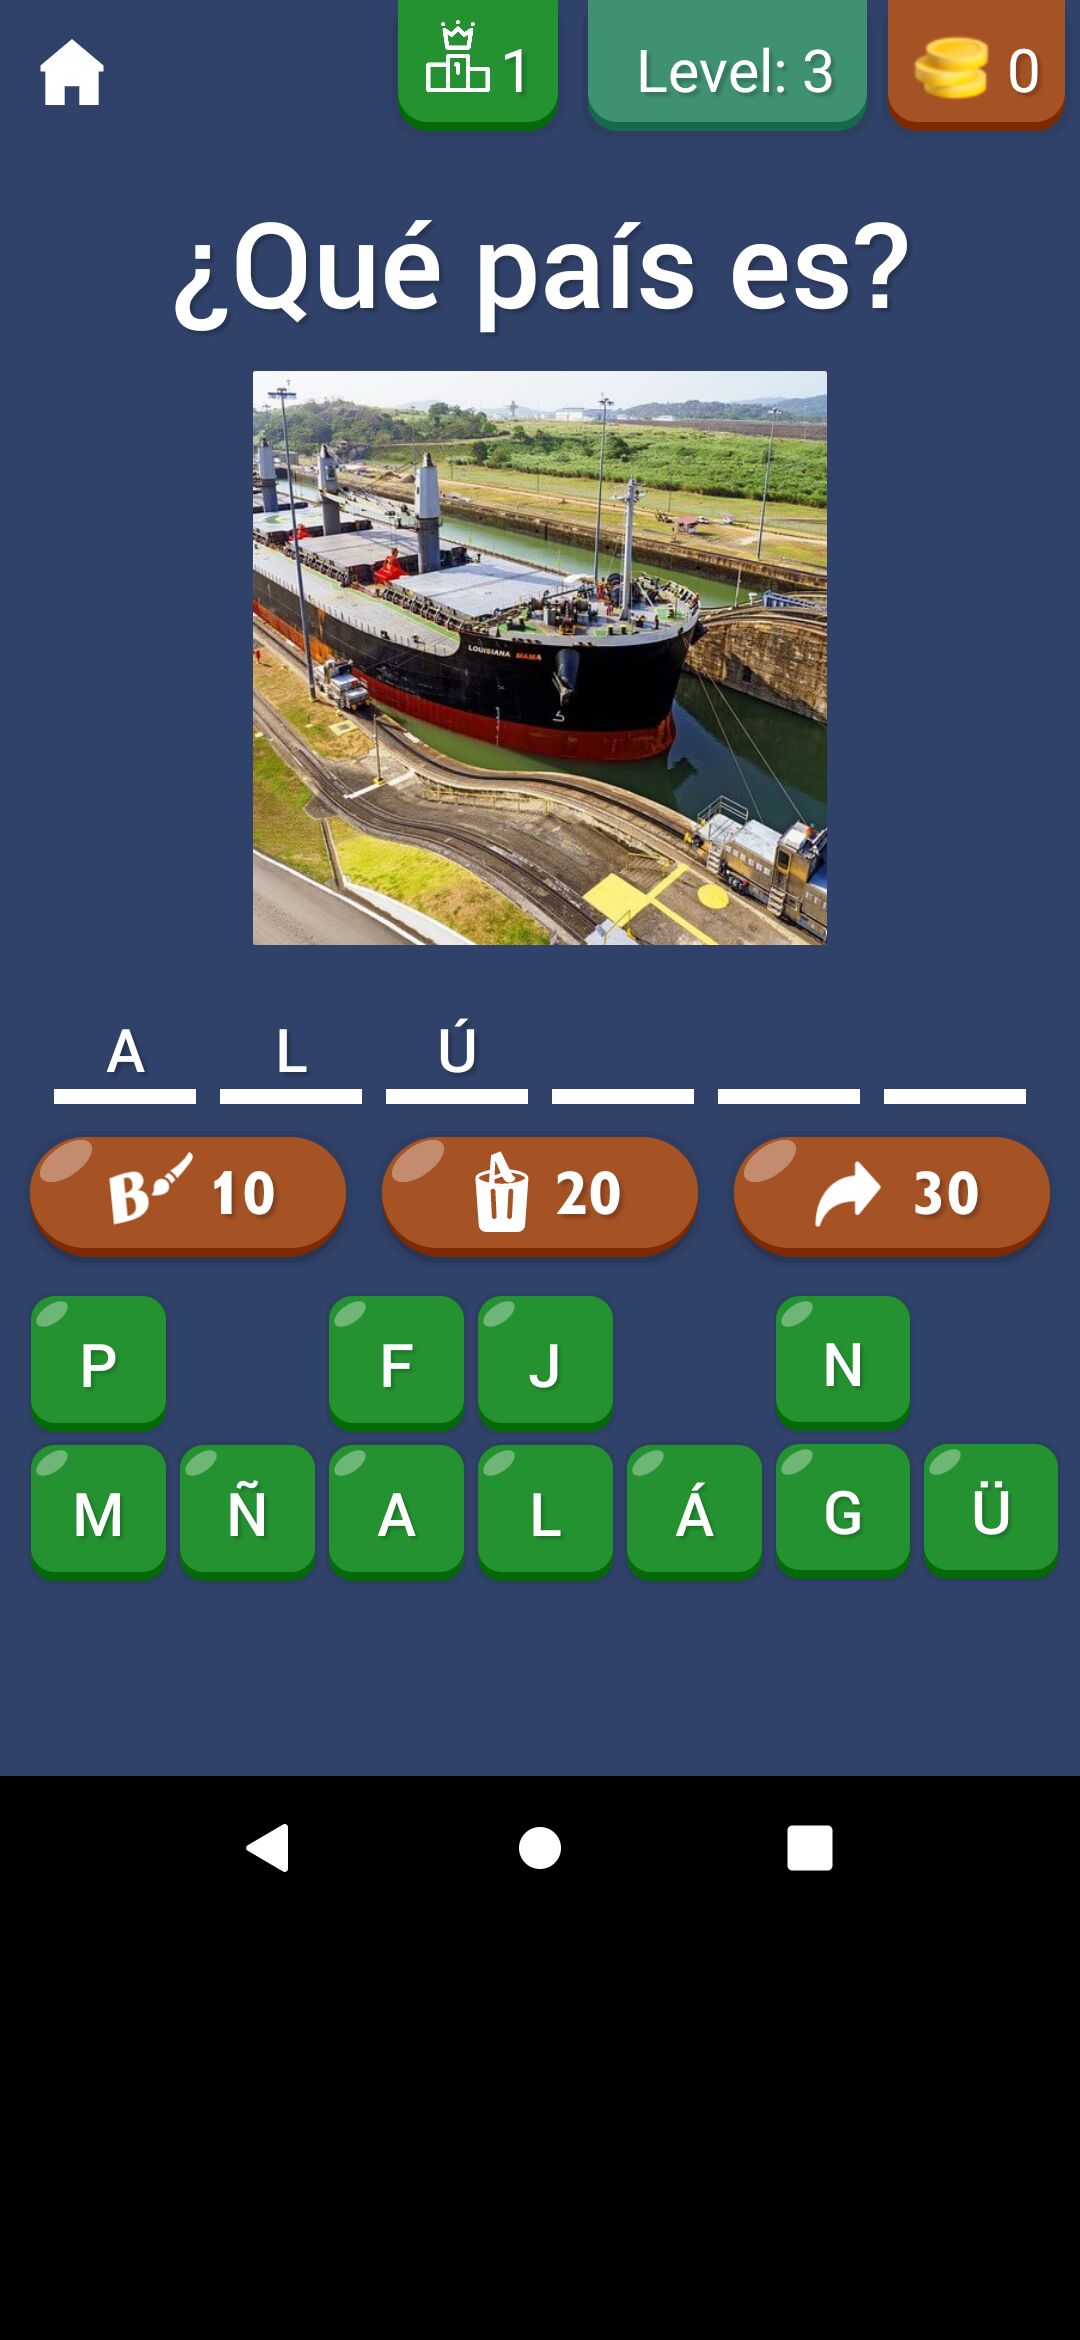 1 Level: 3 0
¿Qué país es?
LOUISIANA MAMA
A L Ú
B 10 20 30
P F J N
M Ñ A L Á G Ü